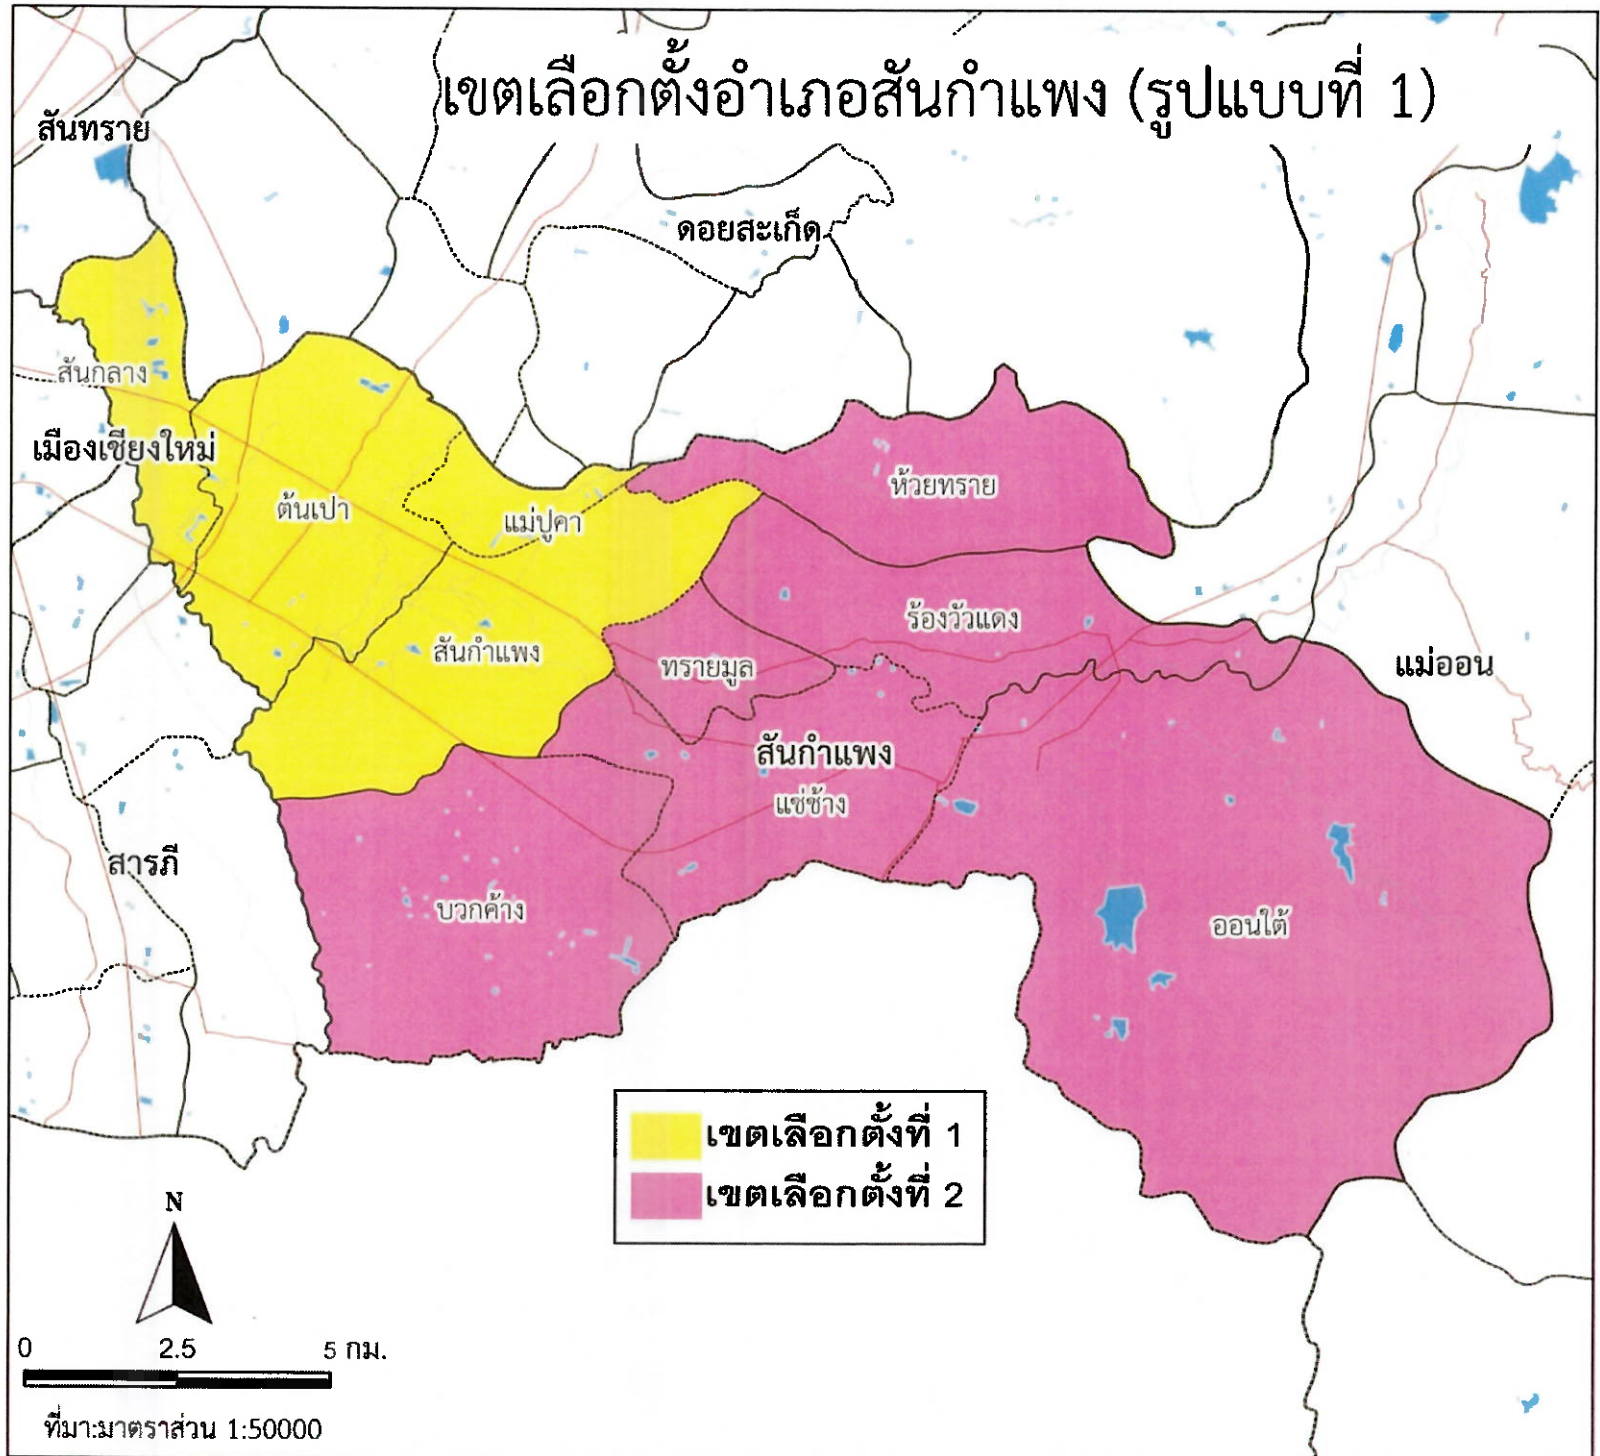 เขตเลือกตั้งอำเภอสันกำแพง (รูปแบบที่ 1)
สันทราย
ดอยสะเก็ด
สันกลาง
เมืองเชียงใหม่
ต้นเปา
แม่ปูคา
ห้วยทราย
ร้องวัวแดง
สันกำแพง
ทรายมูล
แม่ออน
สันกำแพง
แช่ช้าง
สารภี
บวกค้าง
ออนใต้
เขตเลือกตั้งที่ 1
เขตเลือกตั้งที่ 2
N
0 2.5 5 กม.
ที่มา:มาตราส่วน 1:50000